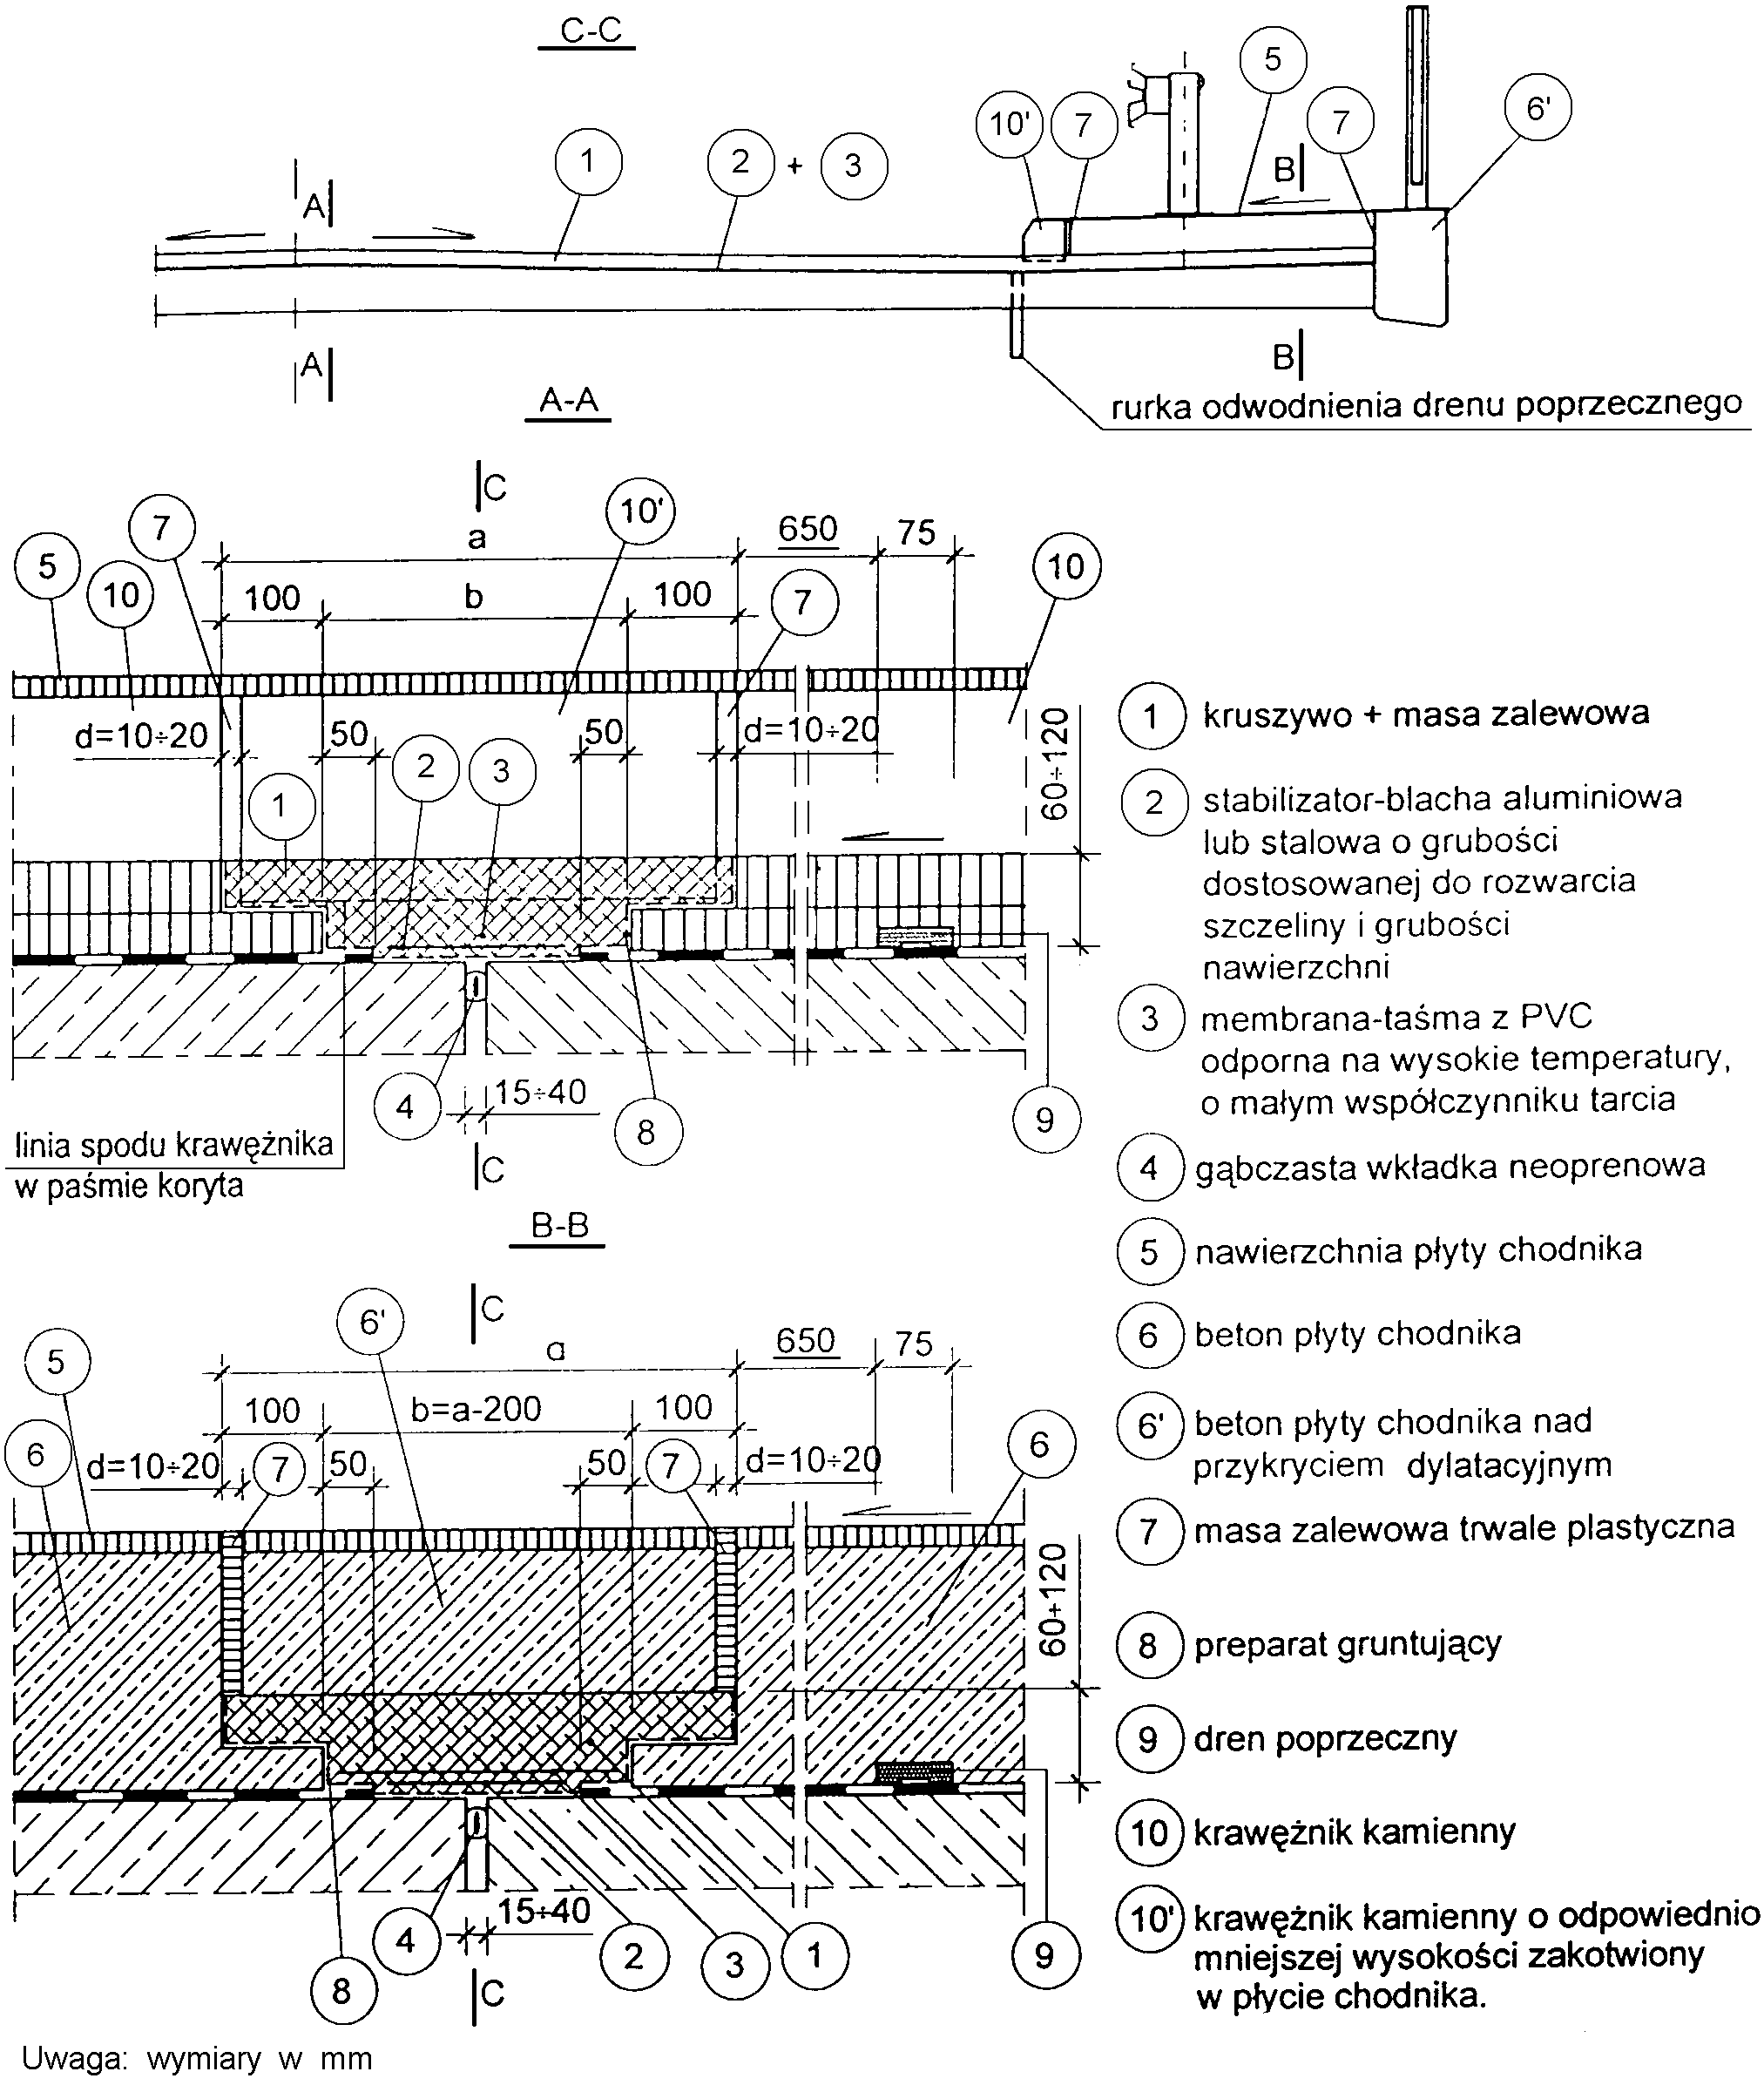 C-C
5
10'
7
7
6'
1
2 + 3
A
B
A
B
rurka odwodnienia drenu poprzecznego
A-A
C
7
10'
a
650
75
5
10
10
100
b
100
7
d=10÷20
50
50
d=10÷20
2
3
1
60÷120
4
15÷40
8
9
linia spodu krawężnika
w paśmie koryta
C
B-B
C
6'
5
a
650
75
100
b=a-200
100
6
6
d=10÷20
7
50
50
7
d=10÷20
60÷120
4
15÷40
8
2
3
1
9
C
Uwaga: wymiary w mm
1 kruszywo + masa zalewowa
2 stabilizator-blacha aluminiowa
lub stalowa o grubości
dostosowanej do rozwarcia
szczeliny i grubości
nawierzchni
3 membrana-taśma z PVC
odporna na wysokie temperatury,
o małym współczynniku tarcia
4 gąbczasta wkładka neoprenowa
5 nawierzchnia płyty chodnika
6 beton płyty chodnika
6' beton płyty chodnika nad
przykryciem dylatacyjnym
7 masa zalewowa trwale plastyczna
8 preparat gruntujący
9 dren poprzeczny
10 krawężnik kamienny
10' krawężnik kamienny o odpowiednio
mniejszej wysokości zakotwiony
w płycie chodnika.